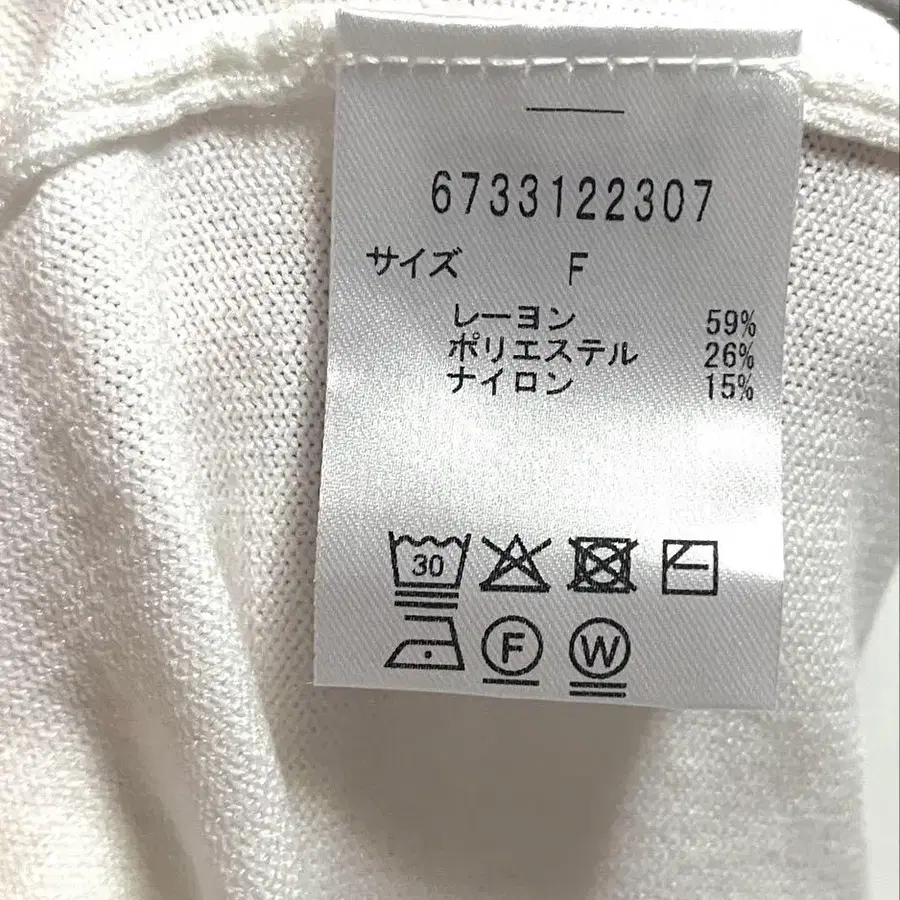 6733122307
サイズ F
レーヨン 59%
ポリエステル 26%
ナイロン 15%
30
F W